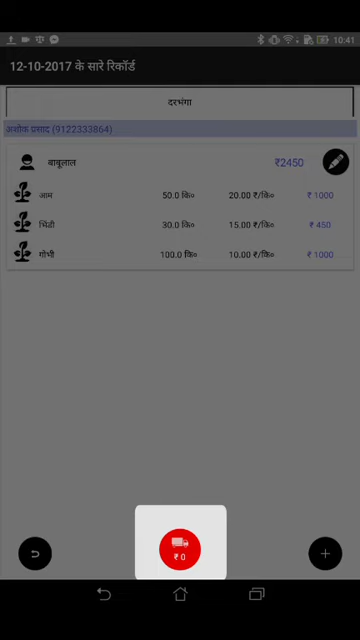 10:41
12-10-2017 के सारे रिकॉर्ड
दरभंगा
अशोक प्रसाद (9122333864)
बाबूलाल ₹2450
आम 50.0 कि० 20.00 ₹/कि० ₹ 1000
भिंडी 30.0 कि० 15.00 ₹/कि० ₹ 450
गोभी 100.0 कि० 10.00 ₹/कि० ₹ 1000
₹ 0